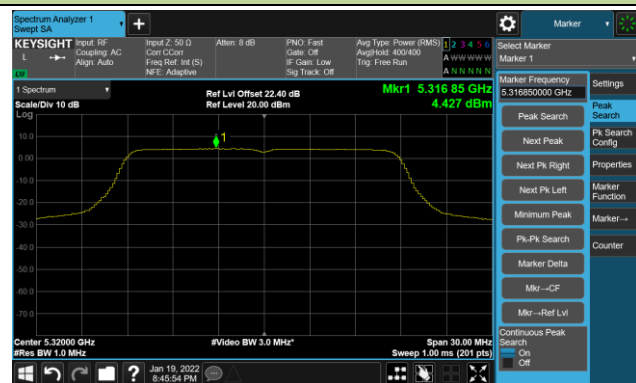 Spectrum Analyzer 1
Swept SA
+
Marker
KEYSIGHT
L
Input: RF
Coupling: AC
Align: Auto
Input Z: 50 Ω
Corr CCorr
Freq Ref: Int (S)
NFE: Adaptive
Atten: 8 dB
PNO: Fast
Gate: Off
IF Gain: Low
Sig Track: Off
Avg Type: Power (RMS)
Avg|Hold: 400/400
Trig: Free Run
1 2 3 4 5 6
A W W W W W
A N N N N N
Select Marker
Marker 1
1 Spectrum
Scale/Div 10 dB
Log
Ref Lvl Offset 22.40 dB
Ref Level 20.00 dBm
Mkr1 5.316 85 GHz
4.427 dBm
1
10.0
0.00
-10.0
-20.0
-30.0
-40.0
-50.0
-60.0
-70.0
Center 5.32000 GHz
#Res BW 1.0 MHz
#Video BW 3.0 MHz*
Span 30.00 MHz
Sweep 1.00 ms (201 pts)
Marker Frequency
5.316850000 GHz
Peak Search
Next Peak
Next Pk Right
Next Pk Left
Minimum Peak
Pk-Pk Search
Marker Delta
Mkr→CF
Mkr→Ref Lvl
Continuous Peak
Search
On
Off
Settings
Peak
Search
Pk Search
Config
Properties
Marker
Function
Marker→
Counter
?
Jan 19, 2022
8:45:54 PM